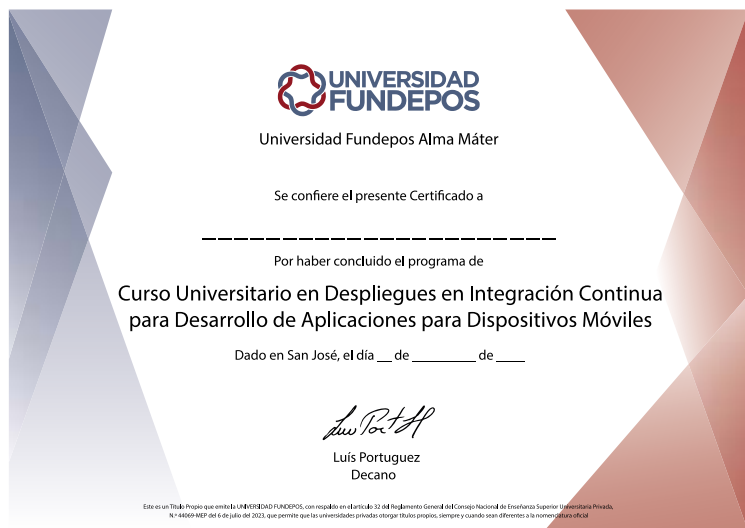 UNIVERSIDAD
FUNDEPOS
Universidad Fundepos Alma Máter
Se confiere el presente Certificado a
_______________________
Por haber concluido el programa de
Curso Universitario en Despliegues en Integración Continua
para Desarrollo de Aplicaciones para Dispositivos Móviles
Dado en San José, el día __ de ________ de ____
Luís Portuguez
Decano
Este es un Título Propio que emite la UNIVERSIDAD FUNDEPOS, con respaldo en el artículo 32 del Reglamento General del Consejo Nacional de Enseñanza Superior Universitaria Privada,
N.º 44069-MEP del 6 de julio del 2023, que permite que las universidades privadas otorgar títulos propios, siempre y cuando sean diferentes a la nomenclatura oficial